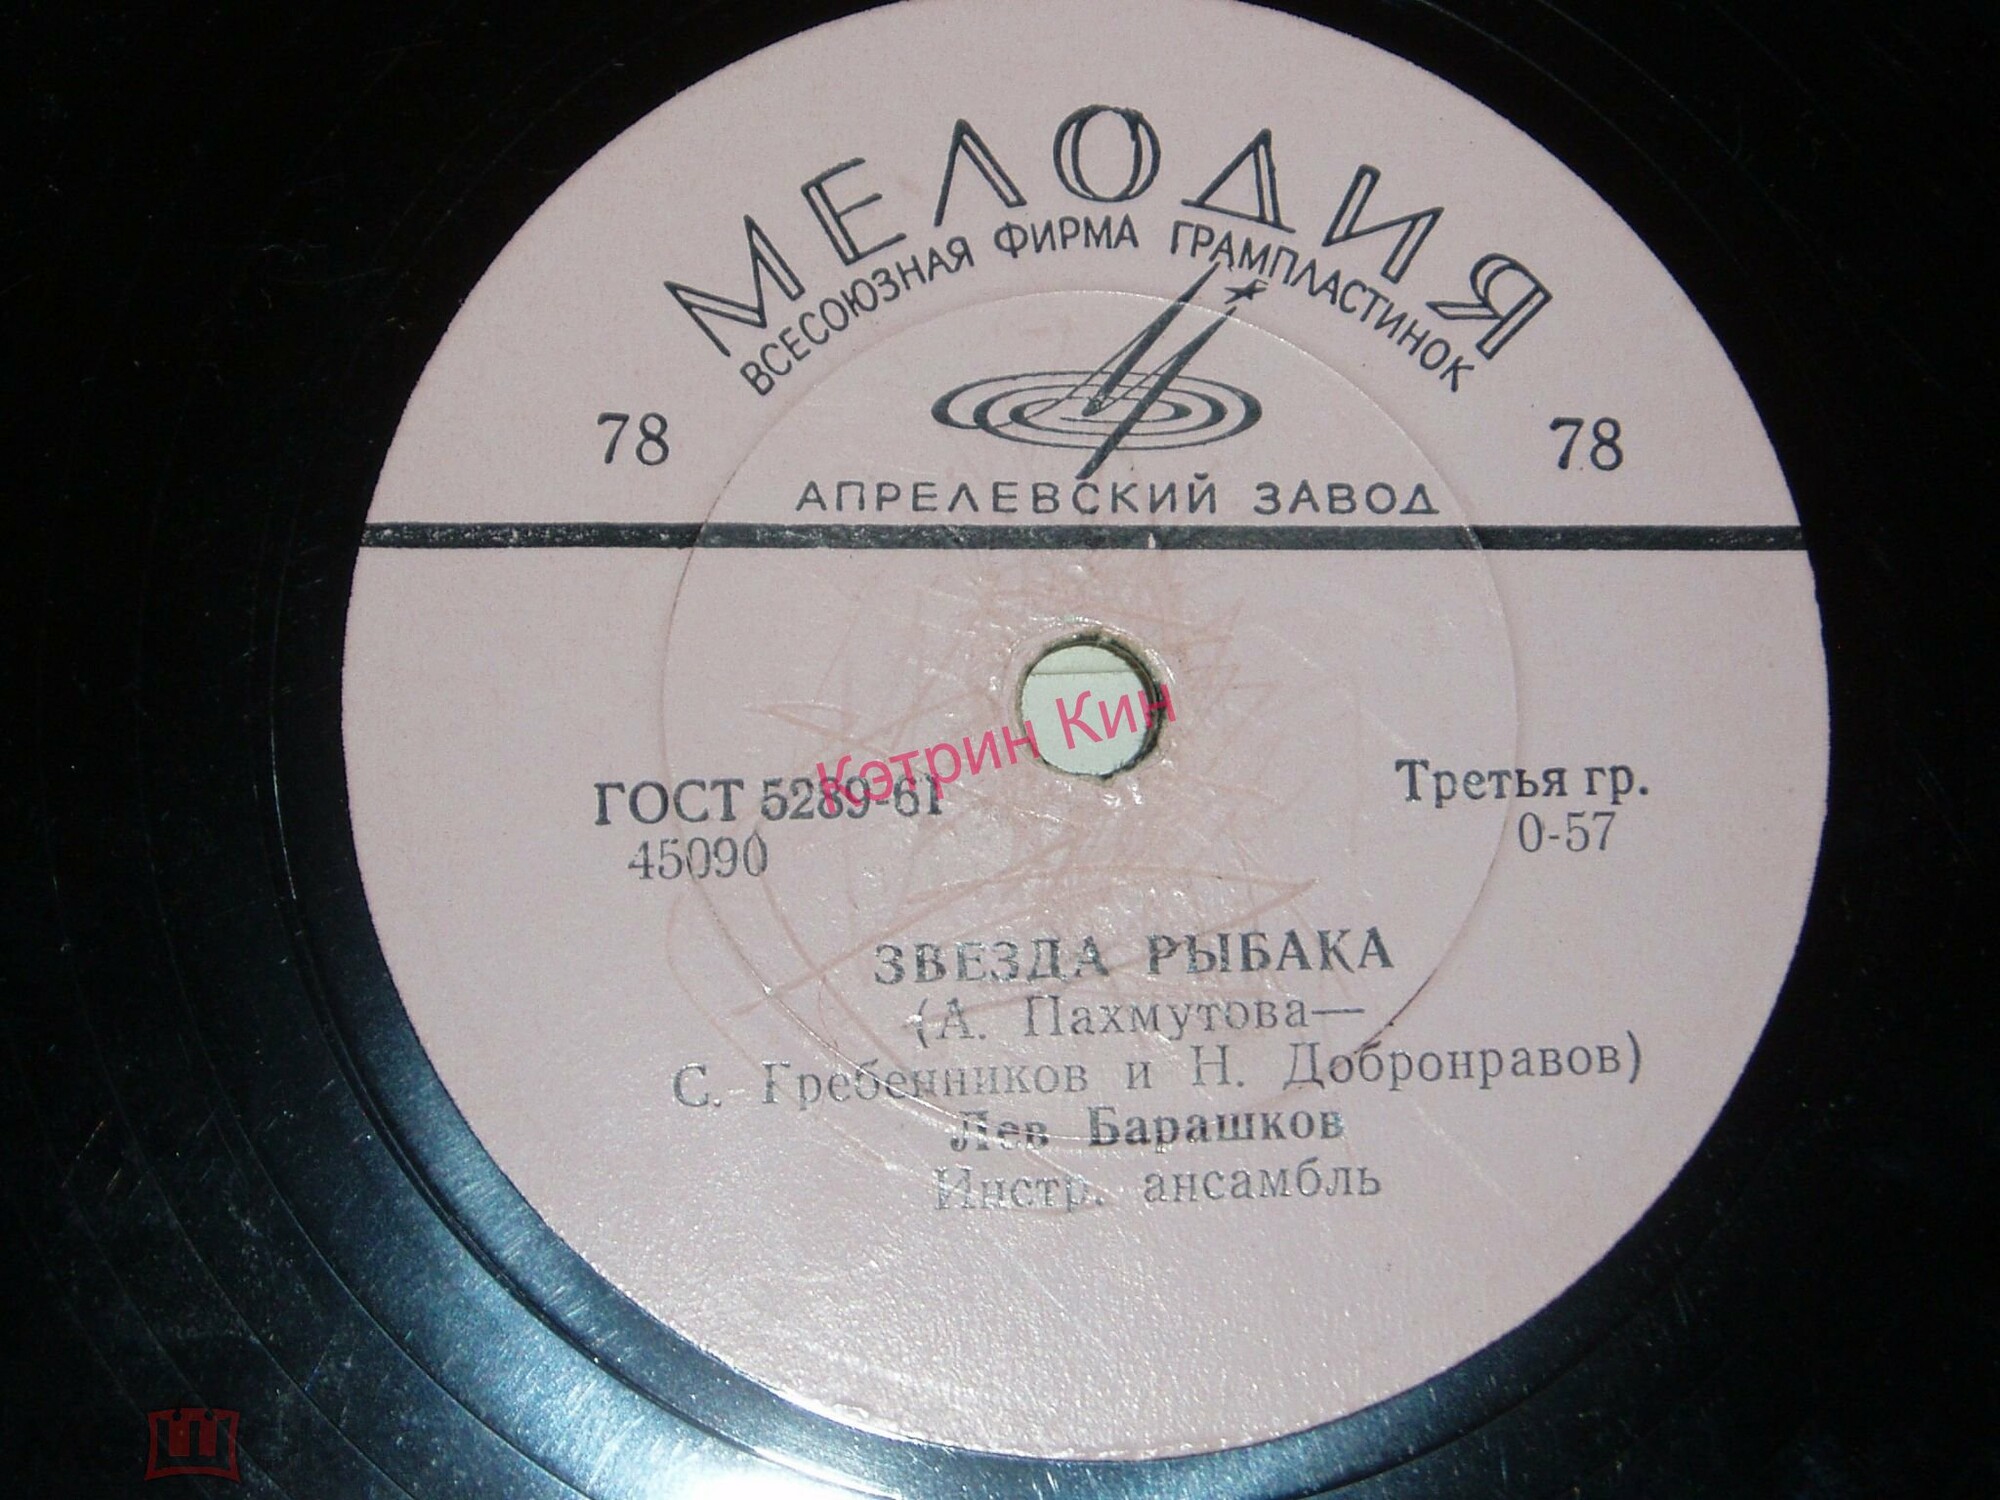 МЕЛОДИЯ
ВСЕСОЮЗНАЯ ФИРМА ГРАМПЛАСТИНОК
78 78
АПРЕЛЕВСКИЙ ЗАВОД
Кэтрин Кин
ГОСТ 5289-61 Третья гр.
45090 0-57
ЗВЕЗДА РЫБАКА
(А. Пахмутова—
С. Гребенников и Н. Добронравов)
Лев Барашков
Инстр. ансамбль